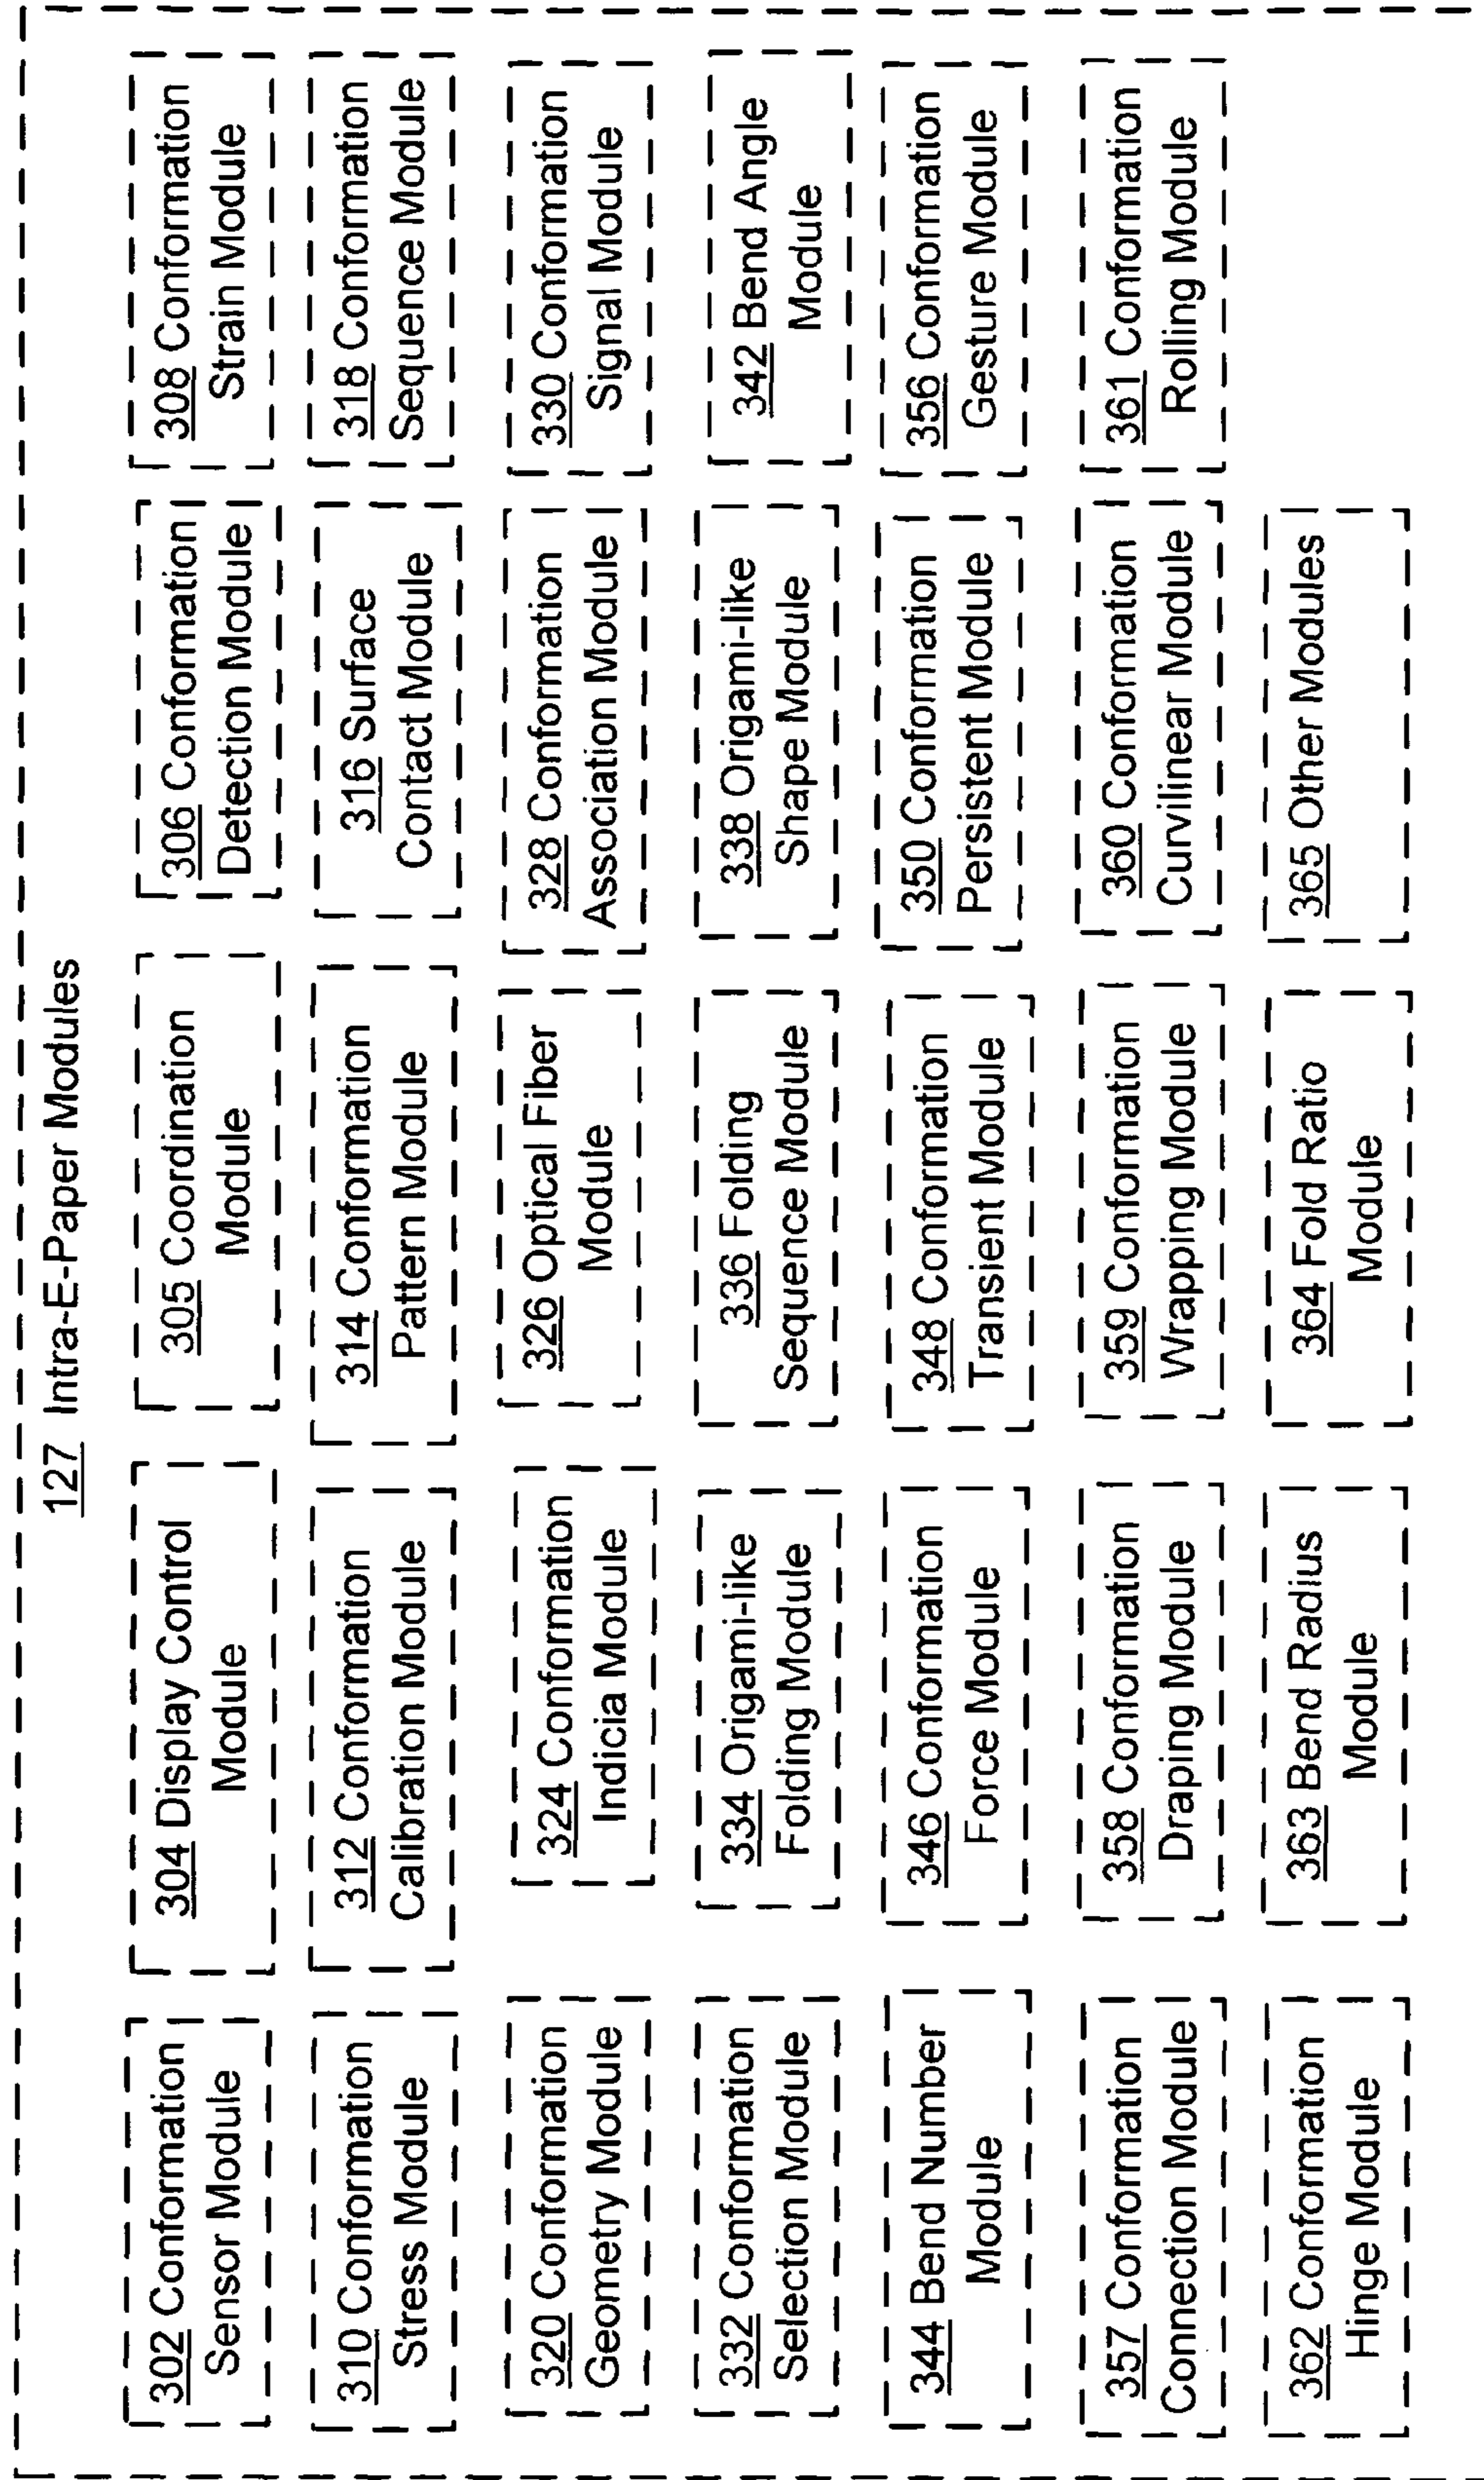 127 Intra-E-Paper Modules
302 Conformation
Sensor Module
304 Display Control
Module
305 Coordination
Module
306 Conformation
Detection Module
308 Conformation
Strain Module
310 Conformation
Stress Module
312 Conformation
Calibration Module
314 Conformation
Pattern Module
316 Surface
Contact Module
318 Conformation
Sequence Module
320 Conformation
Geometry Module
324 Conformation
Indicia Module
326 Optical Fiber
Module
328 Conformation
Association Module
330 Conformation
Signal Module
332 Conformation
Selection Module
334 Origami-like
Folding Module
336 Folding
Sequence Module
338 Origami-like
Shape Module
342 Bend Angle
Module
344 Bend Number
Module
346 Conformation
Force Module
348 Conformation
Transient Module
350 Conformation
Persistent Module
356 Conformation
Gesture Module
357 Conformation
Connection Module
358 Conformation
Draping Module
359 Conformation
Wrapping Module
360 Conformation
Curvilinear Module
361 Conformation
Rolling Module
362 Conformation
Hinge Module
363 Bend Radius
Module
364 Fold Ratio
Module
365 Other Modules